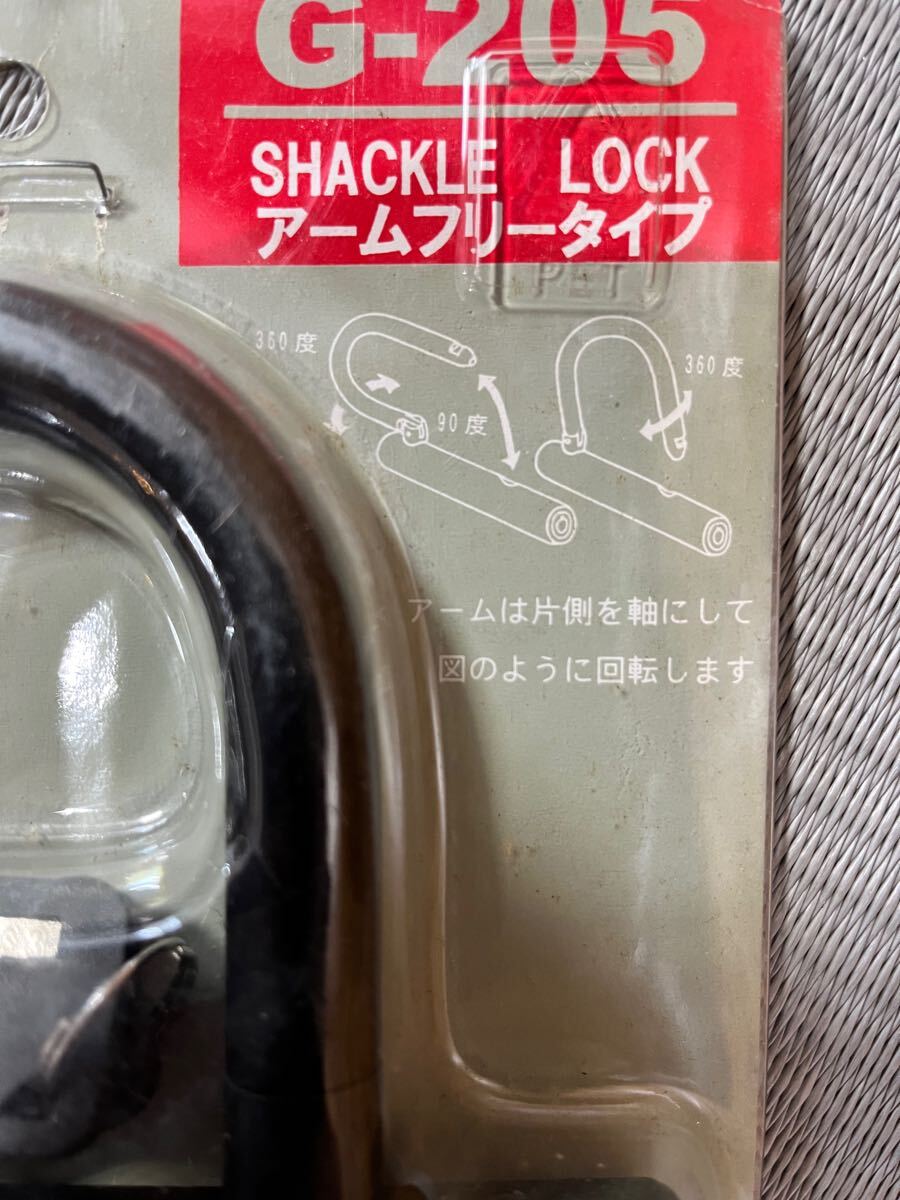 G-205
SHACKLE LOCK
アームフリータイプ
PET
360度
360度
90度
アームは片側を軸にして
図のように回転します